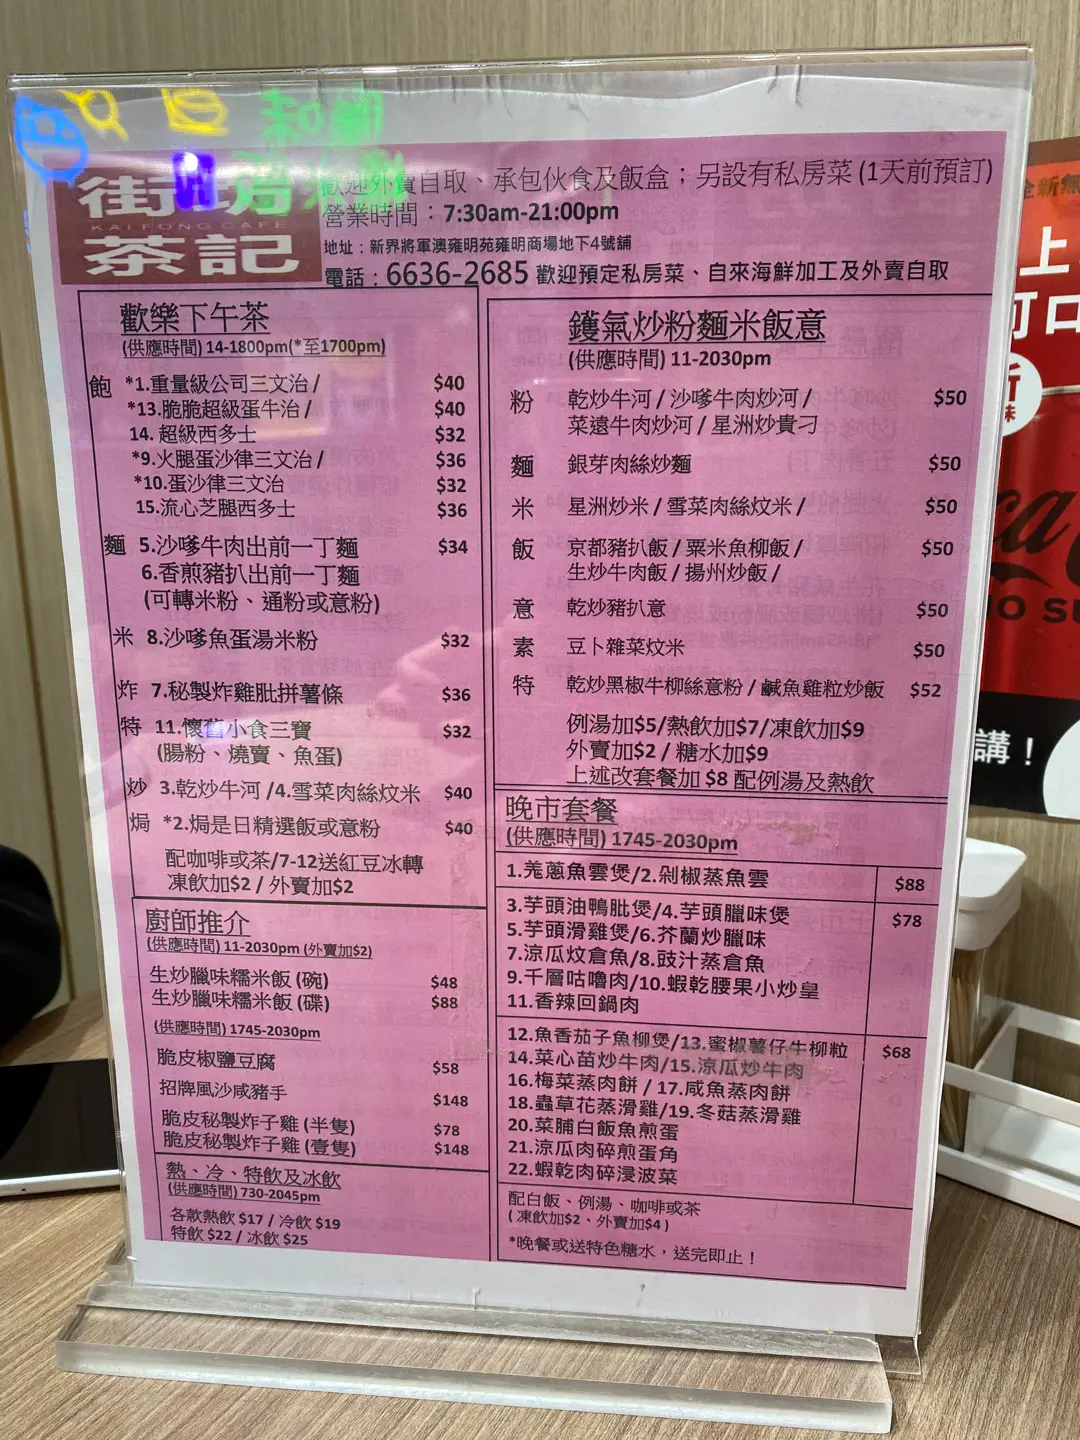 街坊
KAI FONG CAFE
茶記
歡迎外賣自取、承包伙食及飯盒；另設有私房菜 (1天前預訂)
營業時間：7:30am-21:00pm
地址：新界將軍澳雍明苑雍明商場地下4號舖
電話：6636-2685 歡迎預定私房菜、自來海鮮加工及外賣自取
歡樂下午茶
(供應時間) 14-1800pm(*至1700pm)
飽 *1.重量級公司三文治 / $40
*13.脆脆超級蛋牛治 / $40
14. 超級西多士 $32
*9.火腿蛋沙律三文治 / $36
*10.蛋沙律三文治 $32
15.流心芝腿西多士 $36
麵 5.沙嗲牛肉出前一丁麵 $34
6.香煎豬扒出前一丁麵
(可轉米粉、通粉或意粉)
米 8.沙嗲魚蛋湯米粉 $32
炸 7.秘製炸雞肶拼薯條 $36
特 11.懷舊小食三寶 $32
(腸粉、燒賣、魚蛋)
炒 3.乾炒牛河 /4.雪菜肉絲炆米 $40
焗 *2.焗是日精選飯或意粉 $40
配咖啡或茶/7-12送紅豆冰轉
凍飲加$2 / 外賣加$2
廚師推介
(供應時間) 11-2030pm (外賣加$2)
生炒臘味糯米飯 (碗) $48
生炒臘味糯米飯 (碟) $88
(供應時間) 1745-2030pm
脆皮椒鹽豆腐 $58
招牌風沙咸豬手 $148
脆皮秘製炸子雞 (半隻) $78
脆皮秘製炸子雞 (壹隻) $148
熱、冷、特飲及冰飲
(供應時間) 730-2045pm
各款熱飲 $17 / 冷飲 $19
特飲 $22 / 冰飲 $25
鑊氣炒粉麵米飯意
(供應時間) 11-2030pm
粉 乾炒牛河 / 沙嗲牛肉炒河 / $50
菜遠牛肉炒河 / 星洲炒貴刁
麵 銀芽肉絲炒麵 $50
米 星洲炒米 / 雪菜肉絲炆米 / $50
飯 京都豬扒飯 / 粟米魚柳飯 / $50
生炒牛肉飯 / 揚州炒飯 /
意 乾炒豬扒意 $50
素 豆卜雜菜炆米 $50
特 乾炒黑椒牛柳絲意粉 / 鹹魚雞粒炒飯 $52
例湯加$5/熱飲加$7/凍飲加$9
外賣加$2 / 糖水加$9
上述改套餐加 $8 配例湯及熱飲
晚市套餐
(供應時間) 1745-2030pm
1.羗蔥魚雲煲/2.剁椒蒸魚雲 $88
3.芋頭油鴨肶煲/4.芋頭臘味煲 $78
5.芋頭滑雞煲/6.芥蘭炒臘味
7.涼瓜炆倉魚/8.豉汁蒸倉魚
9.千層咕嚕肉/10.蝦乾腰果小炒皇
11.香辣回鍋肉
12.魚香茄子魚柳煲/13.蜜椒薯仔牛柳粒 $68
14.菜心苗炒牛肉/15.涼瓜炒牛肉
16.梅菜蒸肉餅 / 17.咸魚蒸肉餅
18.蟲草花蒸滑雞/19.冬菇蒸滑雞
20.菜脯白飯魚煎蛋
21.涼瓜肉碎煎蛋角
22.蝦乾肉碎浸波菜
配白飯、例湯、咖啡或茶
( 凍飲加$2、外賣加$4 )
*晚餐或送特色糖水，送完即止！
全新無
上
可口
新
味
講！